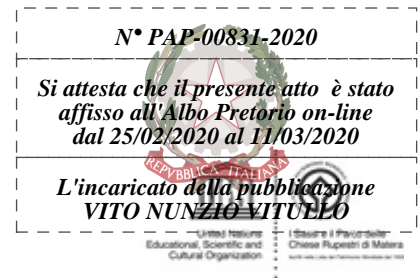 N° PAP-00831-2020
Si attesta che il presente atto è stato
affisso all'Albo Pretorio on-line
dal 25/02/2020 al 11/03/2020
REPVBBLICA ITALIANA
L'incaricato della pubblicazione
VITO NUNZIO VITULLO
United Nations
Educational, Scientific and
Cultural Organization
I Sassi e il Parco delle
Chiese Rupestri di Matera